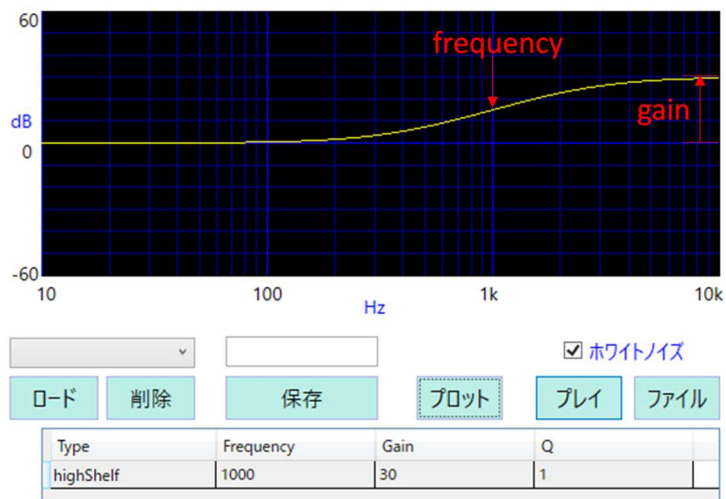 60
frequency
gain
dB
0
-60
10 100 1k 10k
Hz
ホワイトノイズ
ロード 削除 保存 プロット プレイ ファイル
Type Frequency Gain Q
highShelf 1000 30 1